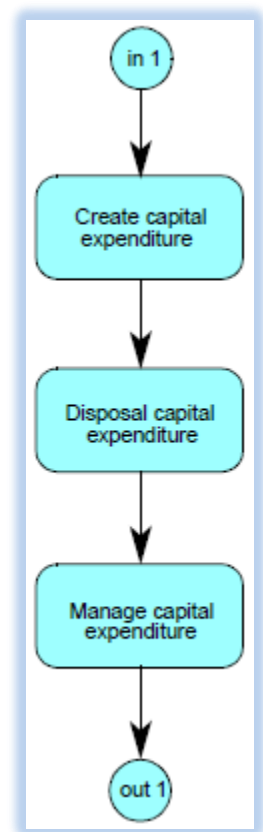 in 1
Create capital
expenditure
Disposal capital
expenditure
Manage capital
expenditure
out 1